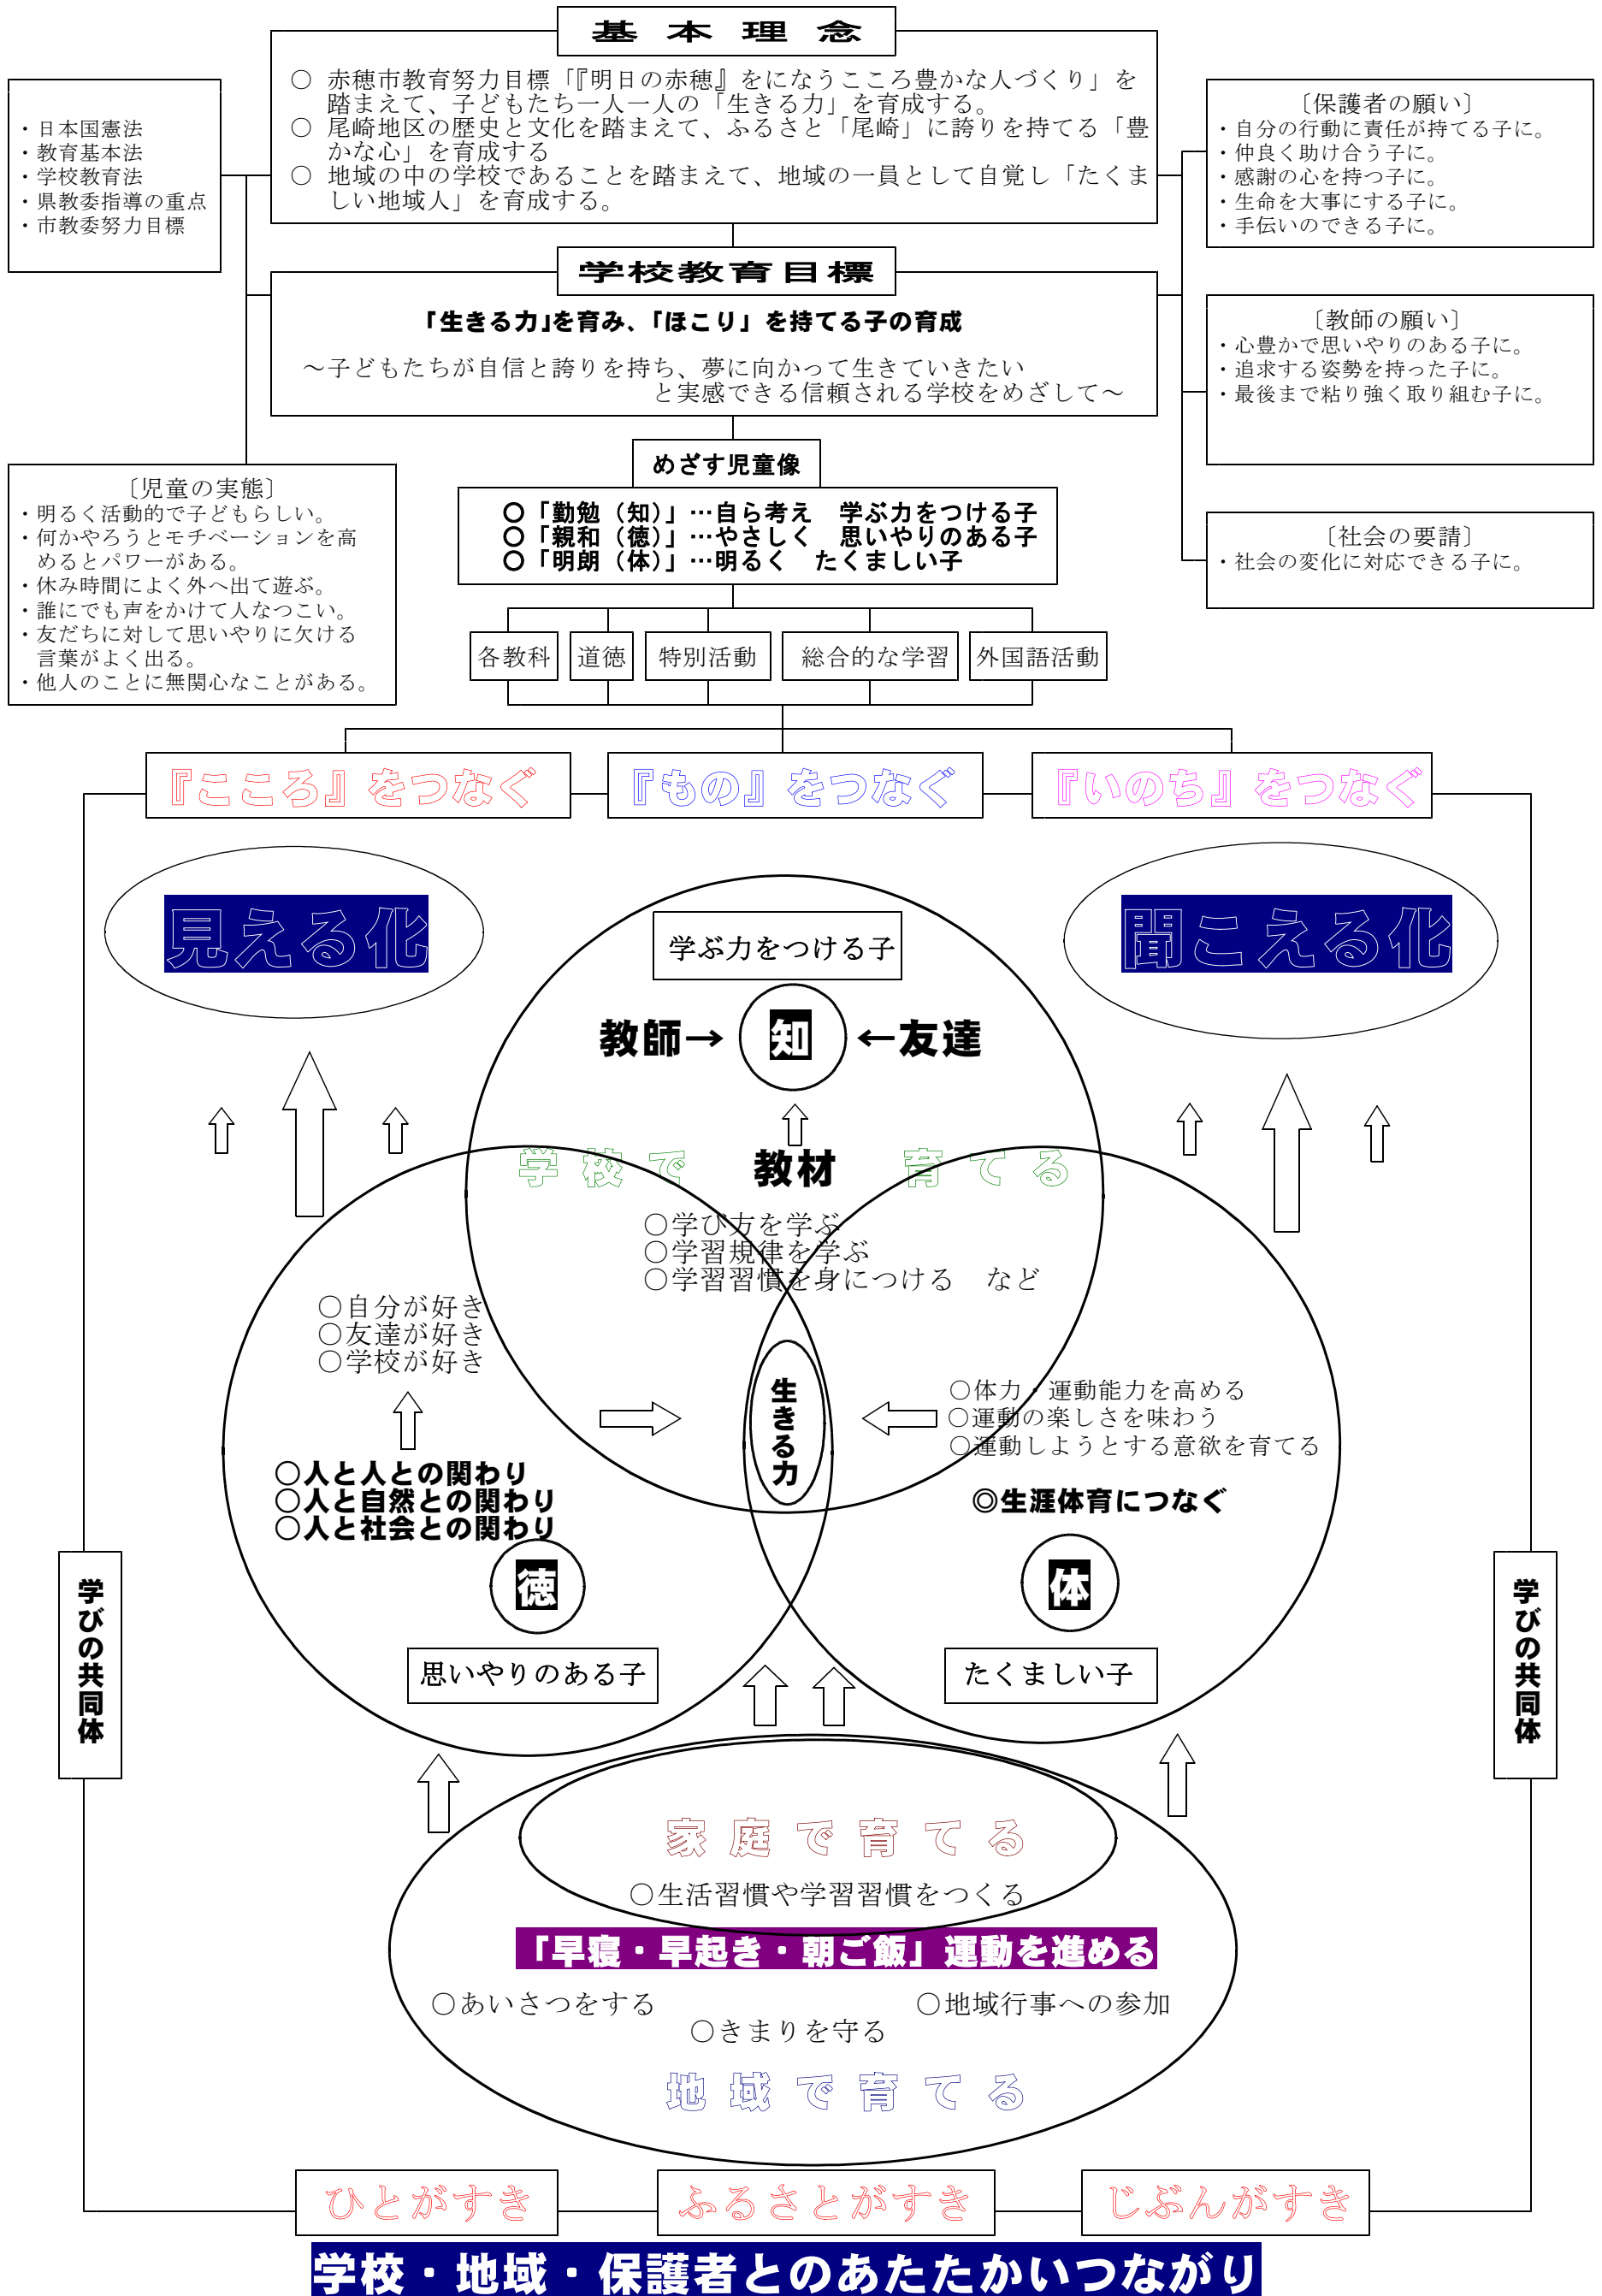 基本理念
○ 赤穂市教育努力目標「『明日の赤穂』をになうこころ豊かな人づくり」を
踏まえて、子どもたち一人一人の「生きる力」を育成する。
○ 尾崎地区の歴史と文化を踏まえて、ふるさと「尾崎」に誇りを持てる「豊
かな心」を育成する
○ 地域の中の学校であることを踏まえて、地域の一員として自覚し「たくま
しい地域人」を育成する。
・日本国憲法
・教育基本法
・学校教育法
・県教委指導の重点
・市教委努力目標
〔保護者の願い〕
・自分の行動に責任が持てる子に。
・仲良く助け合う子に。
・感謝の心を持つ子に。
・生命を大事にする子に。
・手伝いのできる子に。
学校教育目標
「生きる力」を育み、「ほこり」を持てる子の育成
～子どもたちが自信と誇りを持ち、夢に向かって生きていきたい
と実感できる信頼される学校をめざして～
〔教師の願い〕
・心豊かで思いやりのある子に。
・追求する姿勢を持った子に。
・最後まで粘り強く取り組む子に。
めざす児童像
○「勤勉（知）」…自ら考え　学ぶ力をつける子
○「親和（徳）」…やさしく　思いやりのある子
○「明朗（体）」…明るく　たくましい子
〔児童の実態〕
・明るく活動的で子どもらしい。
・何かやろうとモチベーションを高
めるとパワーがある。
・休み時間によく外へ出て遊ぶ。
・誰にでも声をかけて人なつこい。
・友だちに対して思いやりに欠ける
言葉がよく出る。
・他人のことに無関心なことがある。
〔社会の要請〕
・社会の変化に対応できる子に。
各教科
道徳
特別活動
総合的な学習
外国語活動
『こころ』をつなぐ
『もの』をつなぐ
『いのち』をつなぐ
見える化
聞こえる化
学ぶ力をつける子
教師→ 知 ←友達
学校で 教材 育てる
○学び方を学ぶ
○学習規律を学ぶ
○学習習慣を身につける　など
○自分が好き
○友達が好き
○学校が好き
生きる力
○体力・運動能力を高める
○運動の楽しさを味わう
○運動しようとする意欲を育てる
○人と人との関わり
○人と自然との関わり
○人と社会との関わり
◎生涯体育につなぐ
徳
体
思いやりのある子
たくましい子
学びの共同体
学びの共同体
家庭で育てる
○生活習慣や学習習慣をつくる
「早寝・早起き・朝ご飯」運動を進める
○あいさつをする
○地域行事への参加
○きまりを守る
地域で育てる
ひとがすき
ふるさとがすき
じぶんがすき
学校・地域・保護者とのあたたかいつながり